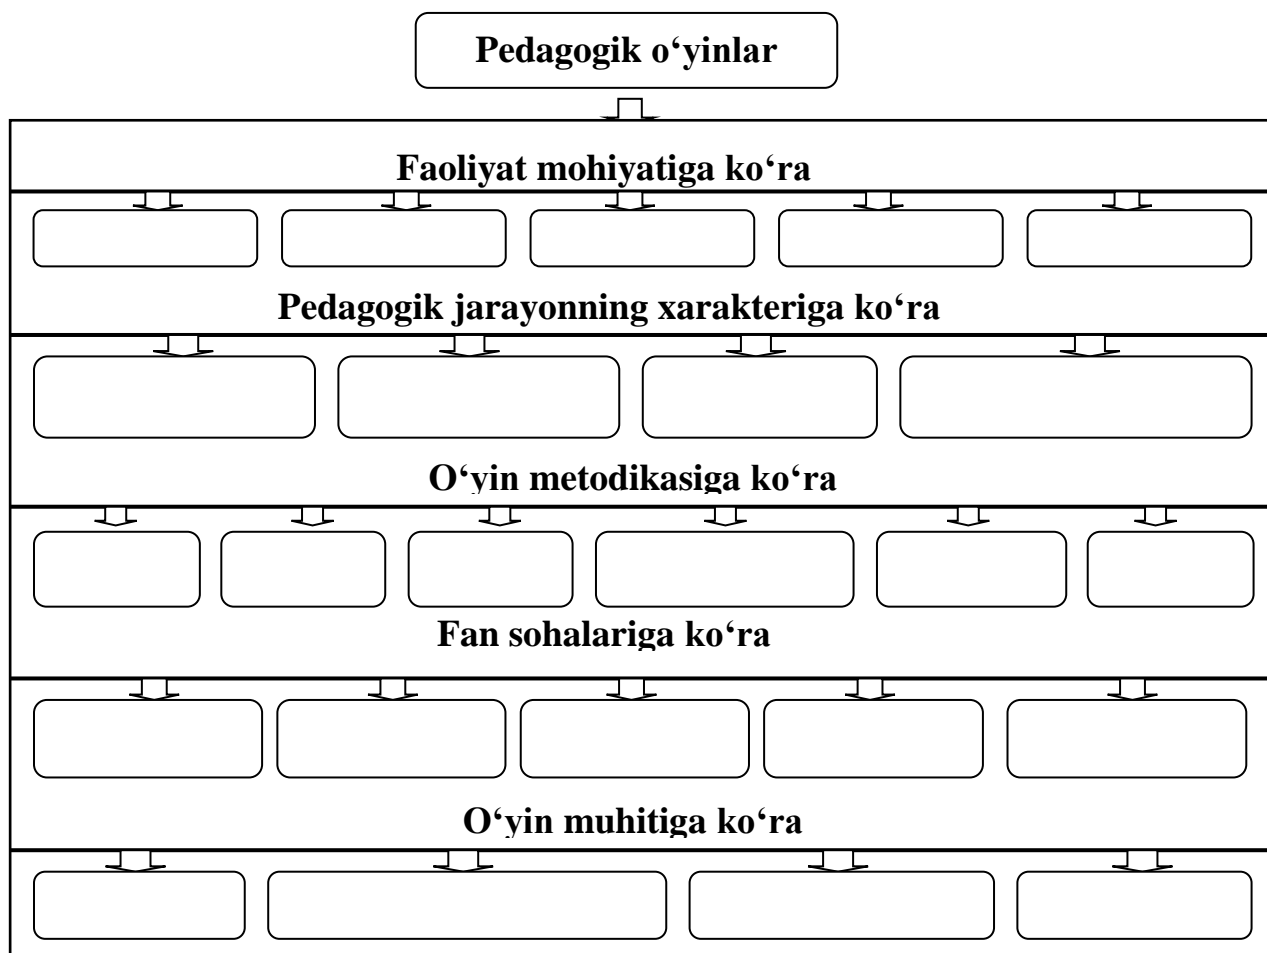 Pedagogik o‘yinlar
Faoliyat mohiyatiga ko‘ra
Pedagogik jarayonning xarakteriga ko‘ra
O‘yin metodikasiga ko‘ra
Fan sohalariga ko‘ra
O‘yin muhitiga ko‘ra